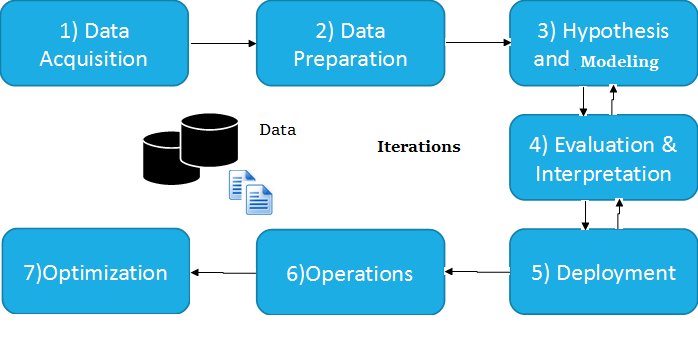 1) Data
Acquisition
2) Data
Preparation
3) Hypothesis
and Modeling
Data
Iterations
4) Evaluation &
Interpretation
7)Optimization
6)Operations
5) Deployment